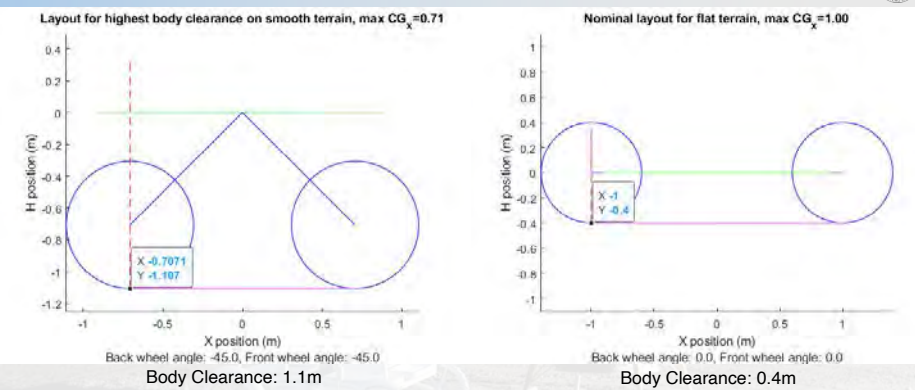 Layout for highest body clearance on smooth terrain, max CG_x=0.71
0.4
0.2
0
-0.2
-0.4
-0.6
-0.8
-1
-1.2
H position (m)
X -0.7071
Y -1.107
-1
-0.5
0
0.5
1
X position (m)
Back wheel angle: -45.0, Front wheel angle: -45.0
Body Clearance: 1.1m
Nominal layout for flat terrain, max CG_x=1.00
1
0.8
0.6
0.4
0.2
0
-0.2
-0.4
-0.6
-0.8
-1
H position (m)
X -1
Y -0.4
-1
-0.5
0
0.5
1
X position (m)
Back wheel angle: 0.0, Front wheel angle: 0.0
Body Clearance: 0.4m